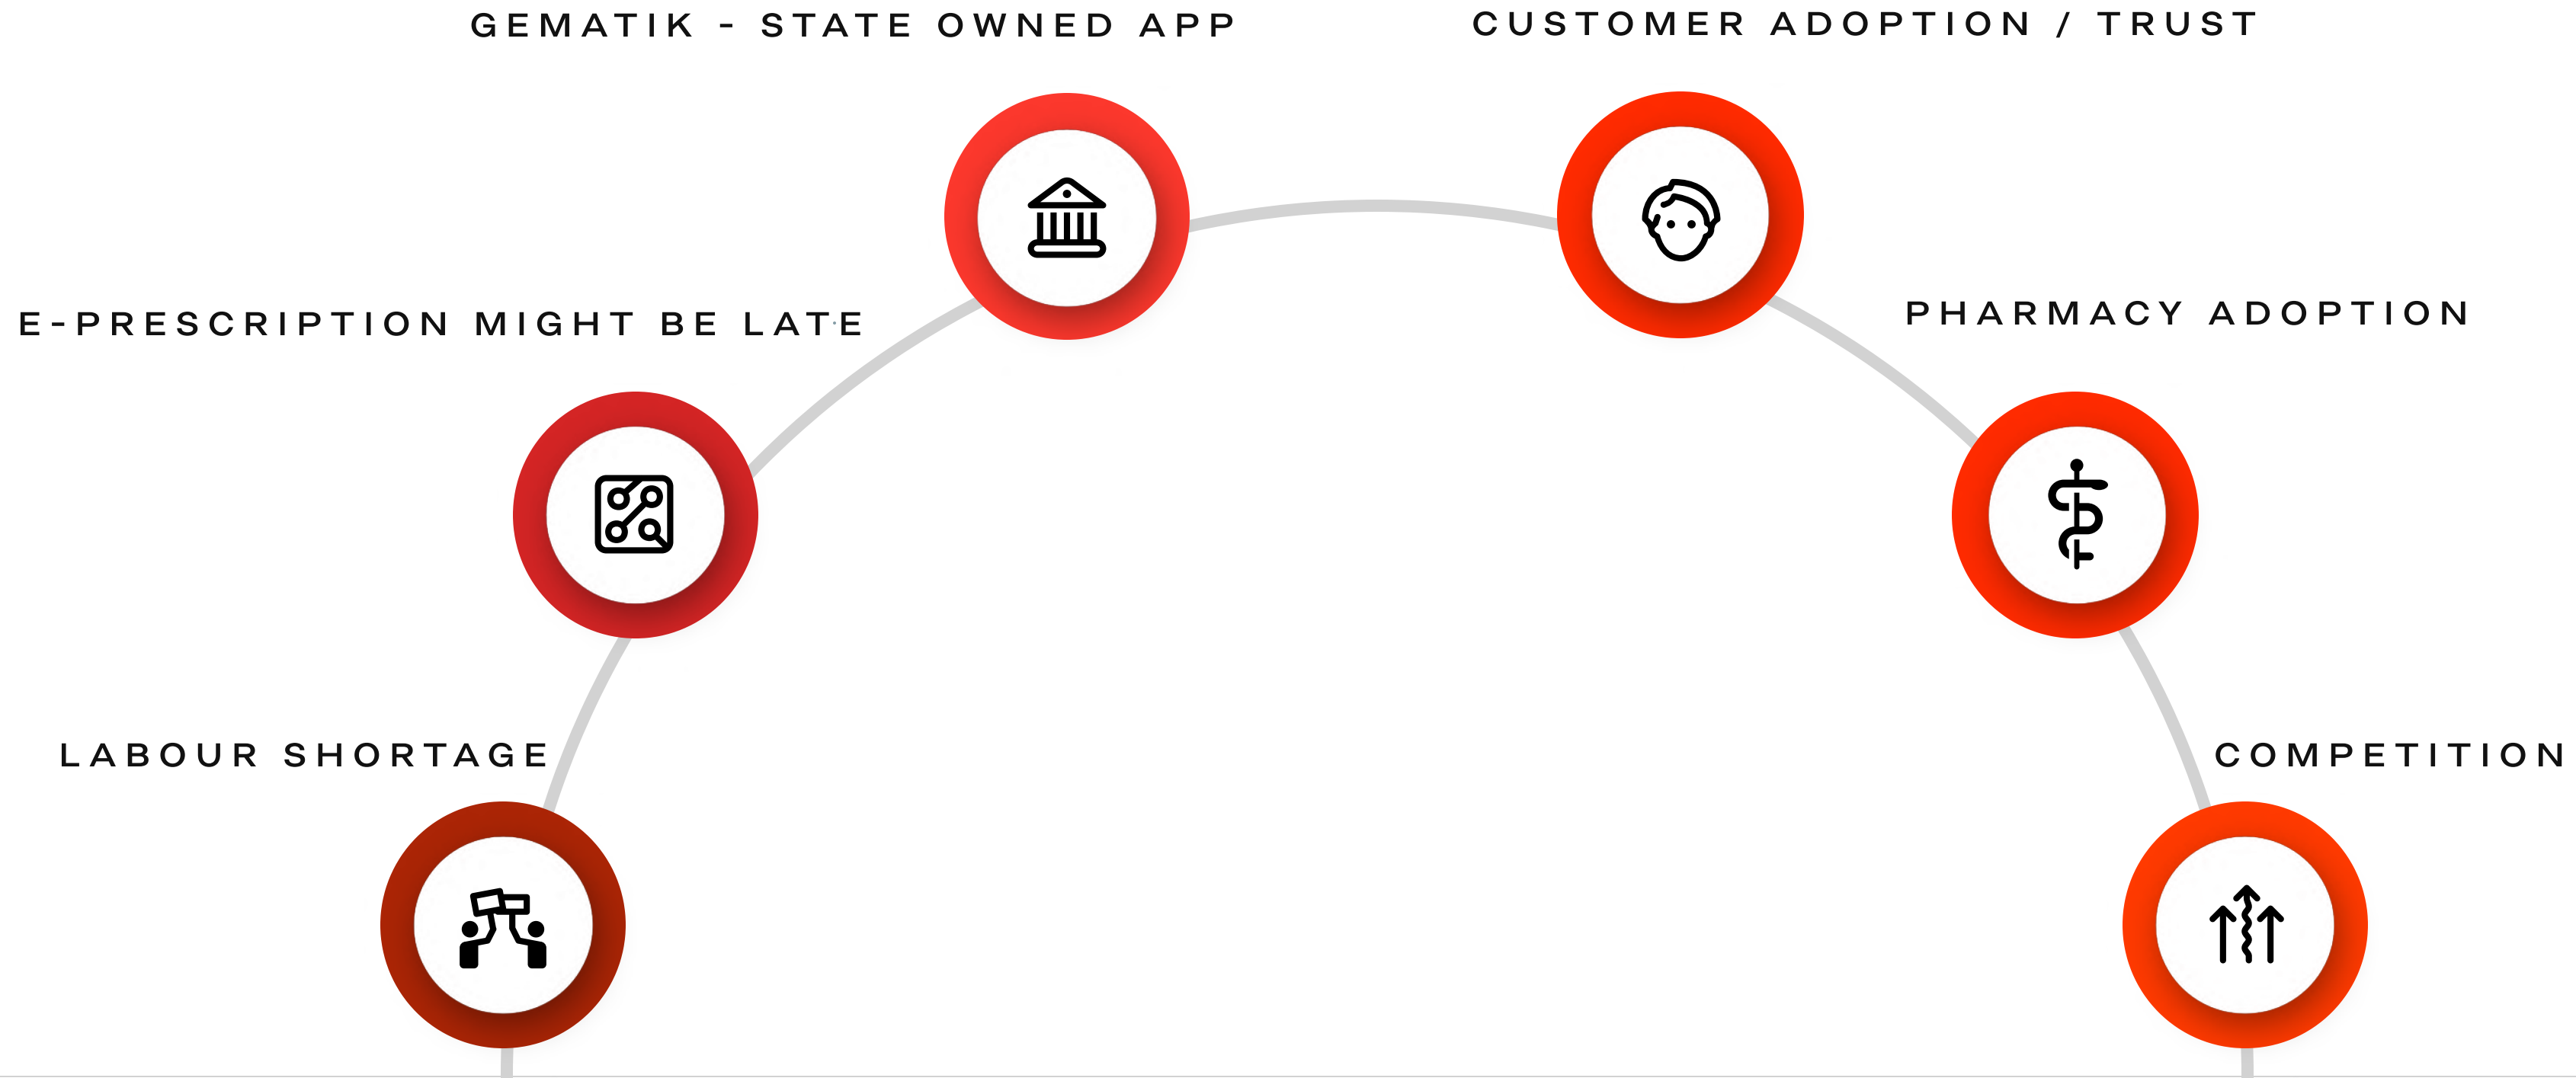 GEMATIK - STATE OWNED APP
CUSTOMER ADOPTION / TRUST
E-PRESCRIPTION MIGHT BE LATE
PHARMACY ADOPTION
LABOUR SHORTAGE
COMPETITION